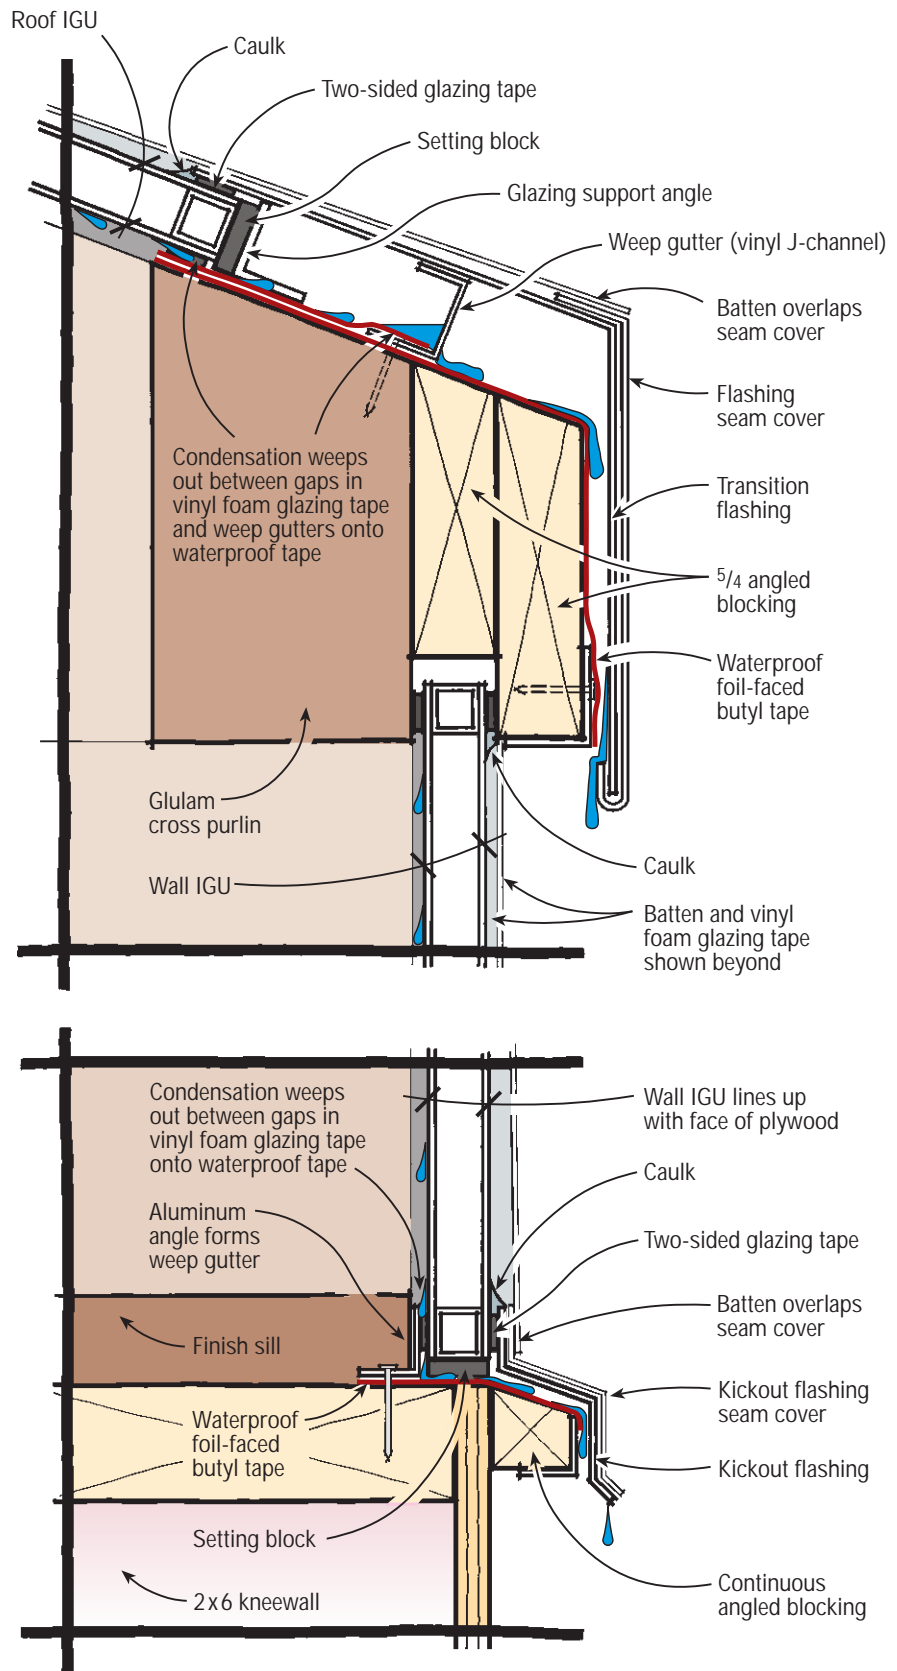 Roof IGU
Caulk
Two-sided glazing tape
Setting block
Glazing support angle
Weep gutter (vinyl J-channel)
Batten overlaps
seam cover
Flashing
seam cover
Condensation weeps
out between gaps in
vinyl foam glazing tape
and weep gutters onto
waterproof tape
Transition
flashing
5/4 angled
blocking
Waterproof
foil-faced
butyl tape
Glulam
cross purlin
Wall IGU
Caulk
Batten and vinyl
foam glazing tape
shown beyond
Condensation weeps
out between gaps in
vinyl foam glazing tape
onto waterproof tape
Wall IGU lines up
with face of plywood
Caulk
Aluminum
angle forms
weep gutter
Two-sided glazing tape
Batten overlaps
seam cover
Finish sill
Kickout flashing
seam cover
Waterproof
foil-faced
butyl tape
Kickout flashing
Setting block
2x6 kneewall
Continuous
angled blocking